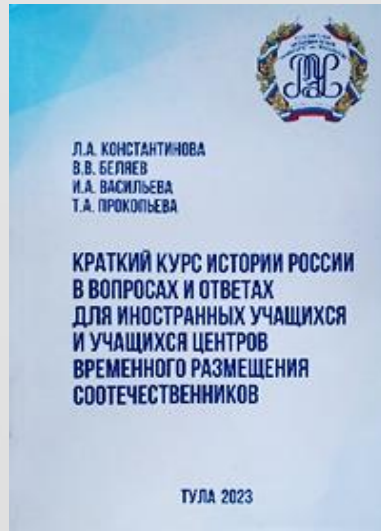 Л.А. КОНСТАНТИНОВА
В.В. БЕЛЯЕВ
И.А. ВАСИЛЬЕВА
Т.А. ПРОКОПЬЕВА
КРАТКИЙ КУРС ИСТОРИИ РОССИИ
В ВОПРОСАХ И ОТВЕТАХ
ДЛЯ ИНОСТРАННЫХ УЧАЩИХСЯ
И УЧАЩИХСЯ ЦЕНТРОВ
ВРЕМЕННОГО РАЗМЕЩЕНИЯ
СООТЕЧЕСТВЕННИКОВ
ТУЛА 2023